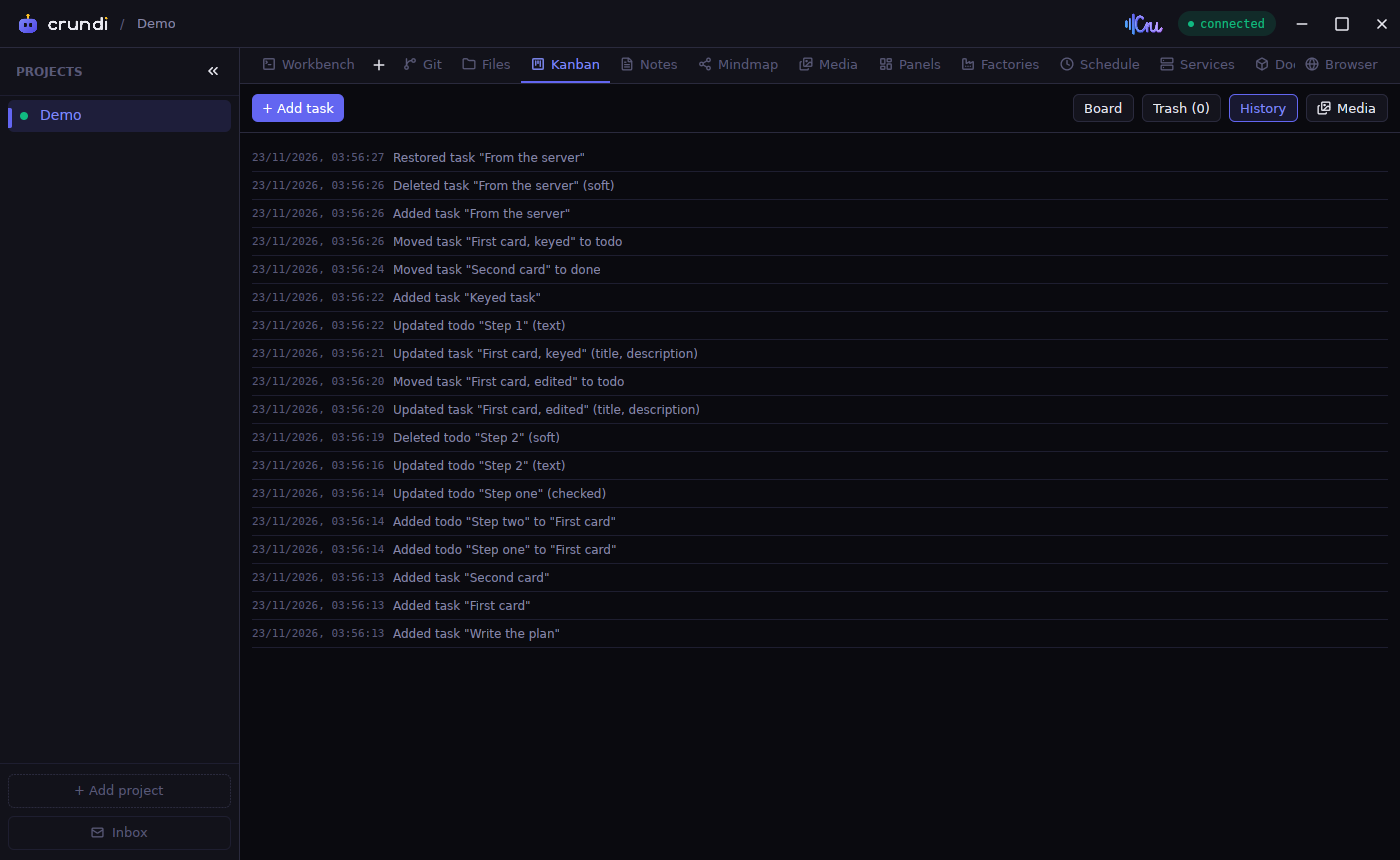 crundi / Demo
Cru
connected
PROJECTS
Demo
+ Add project
Inbox
Workbench + Git Files Kanban Notes Mindmap Media Panels Factories Schedule Services Doc Browser
+ Add task
Board Trash (0) History Media
23/11/2026, 03:56:27 Restored task "From the server"
23/11/2026, 03:56:26 Deleted task "From the server" (soft)
23/11/2026, 03:56:26 Added task "From the server"
23/11/2026, 03:56:26 Moved task "First card, keyed" to todo
23/11/2026, 03:56:24 Moved task "Second card" to done
23/11/2026, 03:56:22 Added task "Keyed task"
23/11/2026, 03:56:22 Updated todo "Step 1" (text)
23/11/2026, 03:56:21 Updated task "First card, keyed" (title, description)
23/11/2026, 03:56:20 Moved task "First card, edited" to todo
23/11/2026, 03:56:20 Updated task "First card, edited" (title, description)
23/11/2026, 03:56:19 Deleted todo "Step 2" (soft)
23/11/2026, 03:56:16 Updated todo "Step 2" (text)
23/11/2026, 03:56:14 Updated todo "Step one" (checked)
23/11/2026, 03:56:14 Added todo "Step two" to "First card"
23/11/2026, 03:56:14 Added todo "Step one" to "First card"
23/11/2026, 03:56:13 Added task "Second card"
23/11/2026, 03:56:13 Added task "First card"
23/11/2026, 03:56:13 Added task "Write the plan"